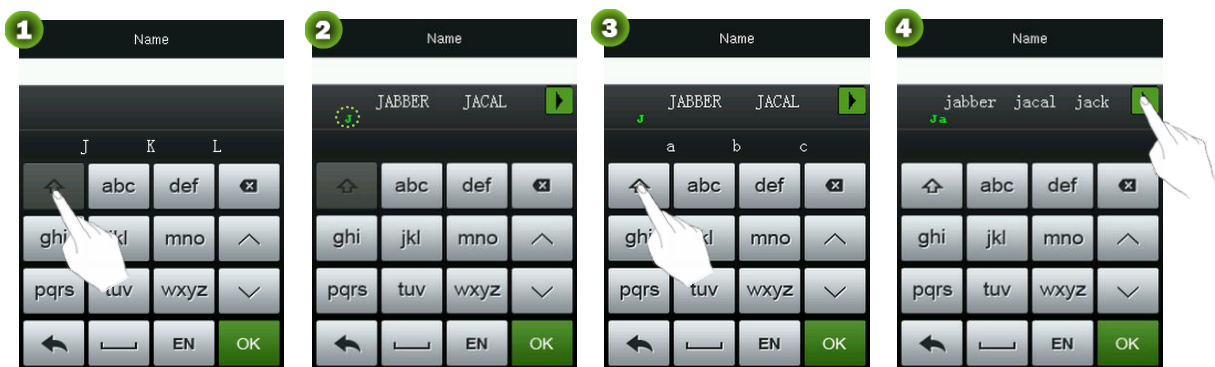 1
Name
J K L
abc def
ghi mno
pqrs tuv wxyz
EN OK
2
Name
JABBER JACAL
J
abc def
ghi jkl mno
pqrs tuv wxyz
EN OK
3
Name
JABBER JACAL
J
a b c
abc def
ghi mno
pqrs tuv wxyz
EN OK
4
Name
jabber jacal jack
Ja
abc def
ghi jkl mno
pqrs tuv wxyz
EN OK